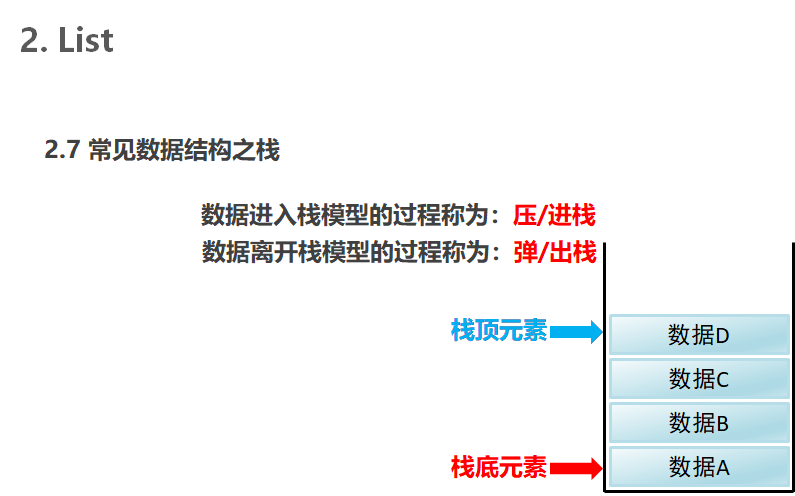 2. List
2.7 常见数据结构之栈
数据进入栈模型的过程称为：压/进栈
数据离开栈模型的过程称为：弹/出栈
栈顶元素
数据D
数据C
数据B
栈底元素
数据A